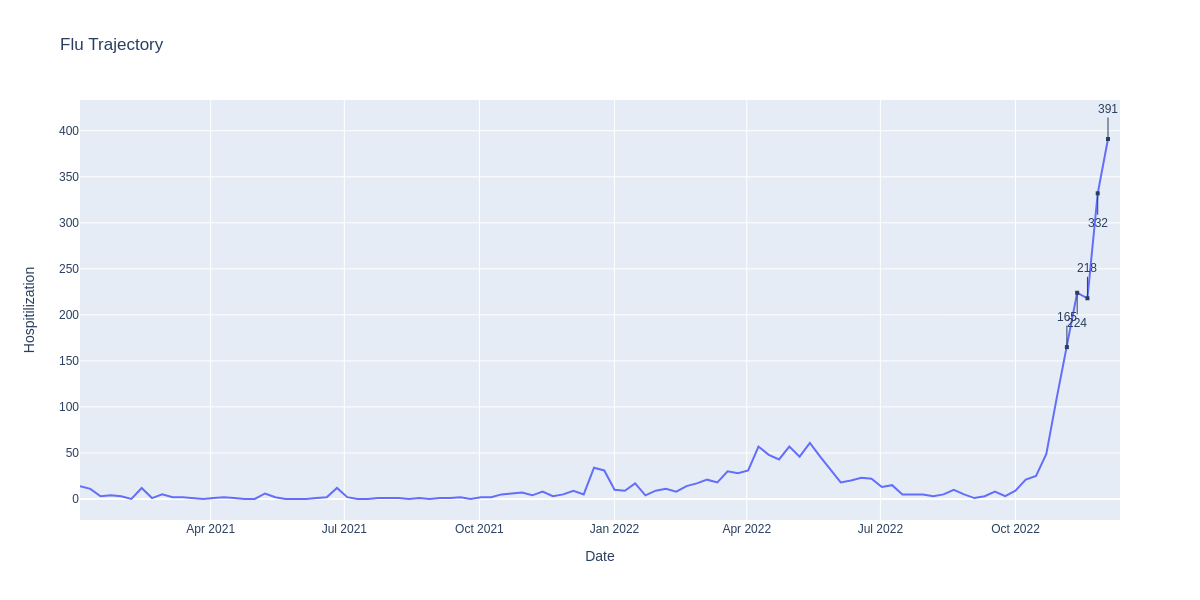 Flu Trajectory
391
400
350
300
332
250
218
200
165
224
150
100
50
0
Hospitilization
Apr 2021
Jul 2021
Oct 2021
Jan 2022
Apr 2022
Jul 2022
Oct 2022
Date